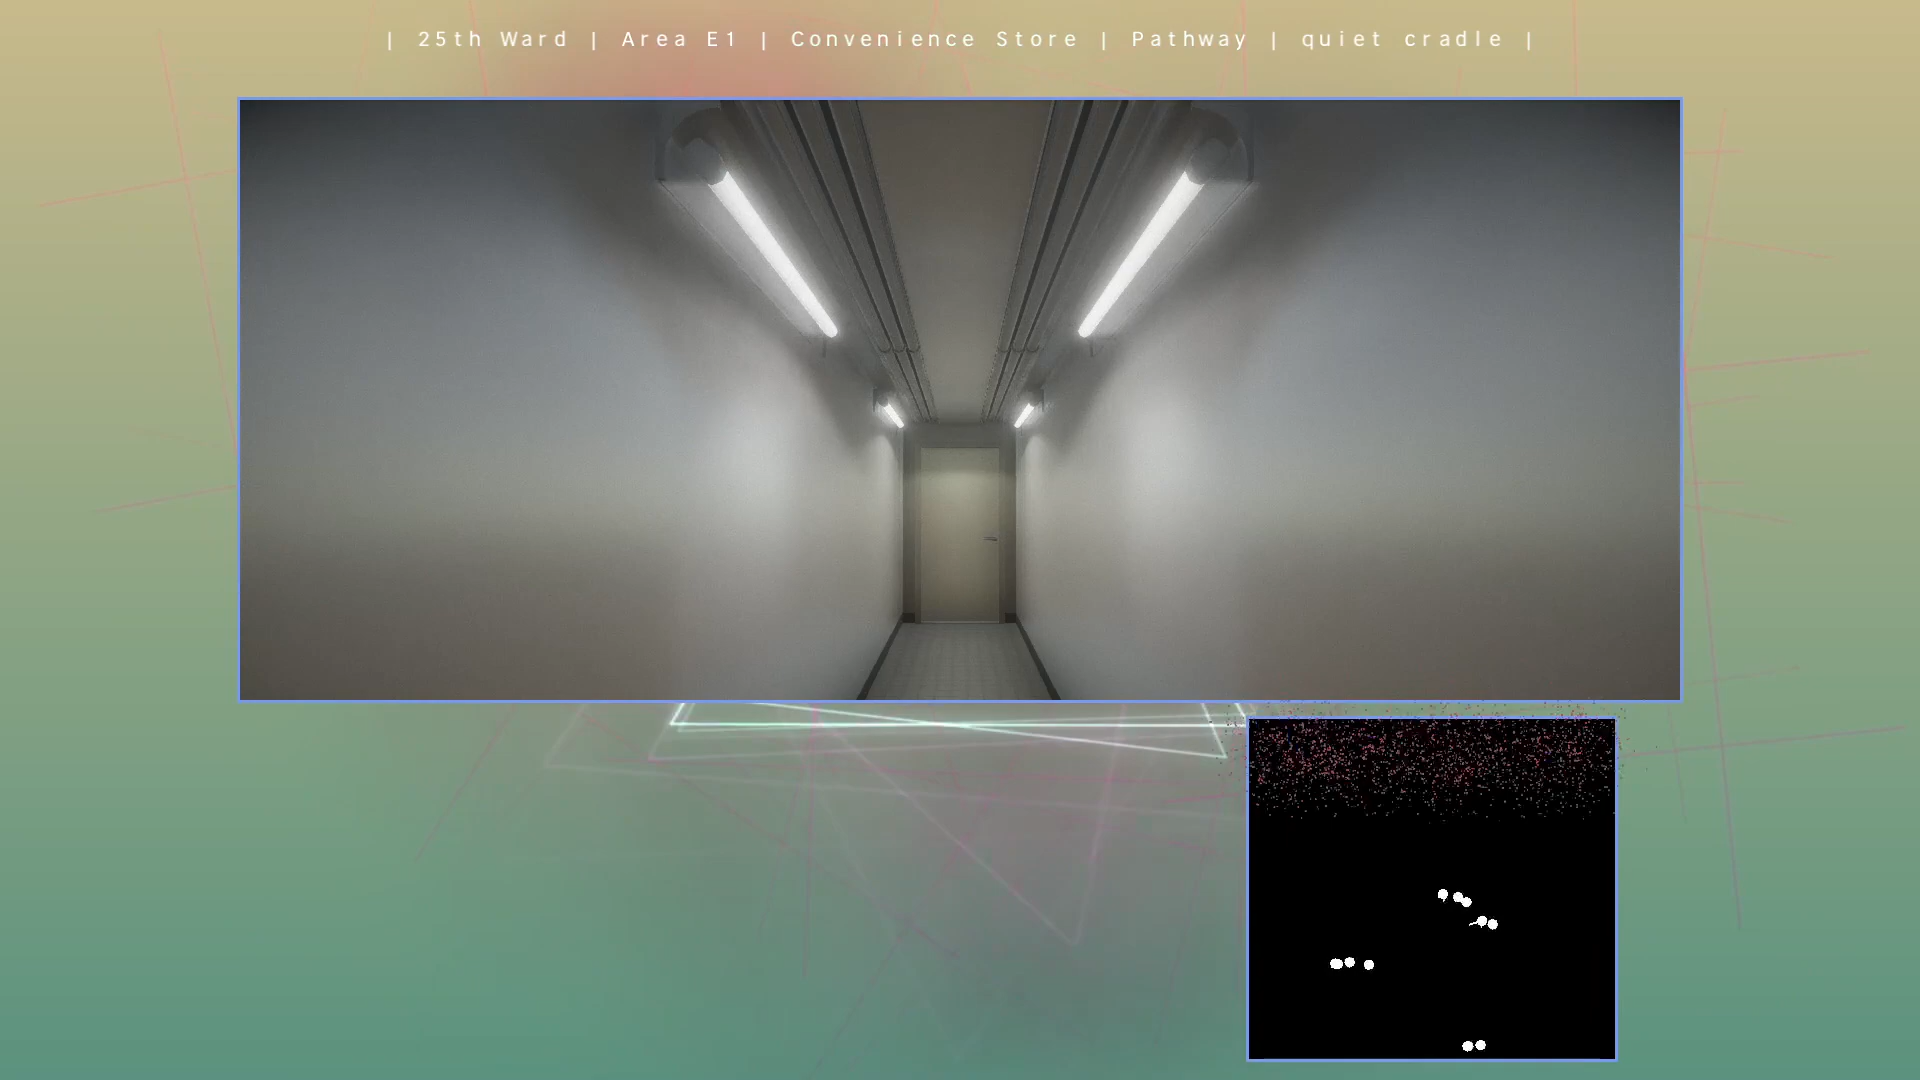 | 25th Ward | Area E1 | Convenience Store | Pathway | quiet cradle |